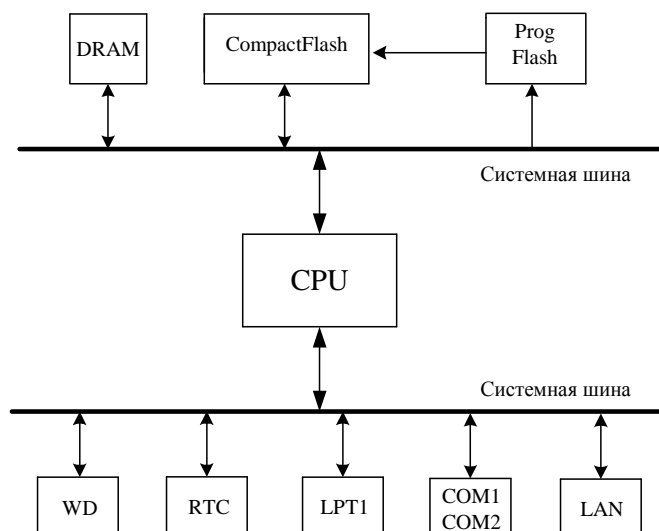 DRAM
CompactFlash
Prog
Flash
Системная шина
CPU
Системная шина
WD
RTC
LPT1
COM1
COM2
LAN